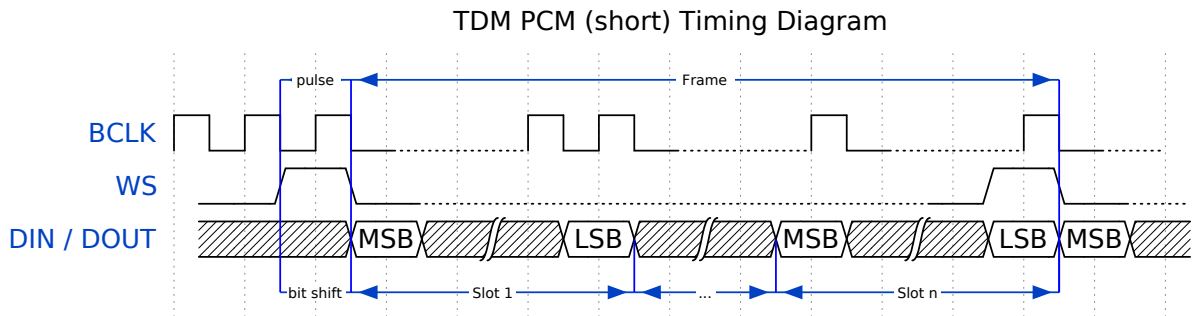 TDM PCM (short) Timing Diagram
pulse
Frame
BCLK
WS
DIN / DOUT
MSB
LSB
MSB
LSB
MSB
bit shift
Slot 1
...
Slot n